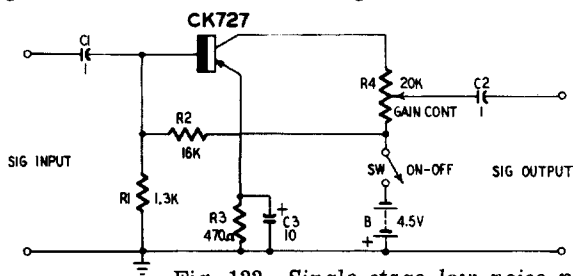 CK727
C1
1
R4
20K
C2
GAIN CONT
1
R2
16K
SIG INPUT
SW
ON-OFF
SIG OUTPUT
R1
1.3K
R3
470Ω
+
C3
10
B
4.5V
+
Fig. 122. Single stage low noise